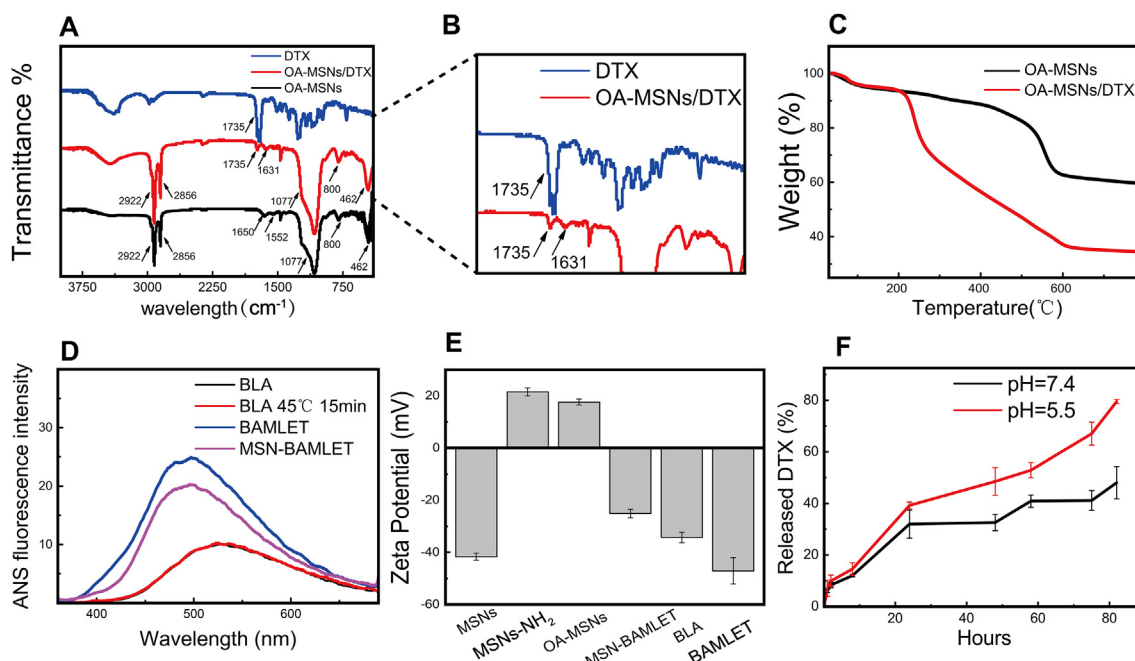 A
Transmittance %
DTX
OA-MSNs/DTX
OA-MSNs
1735
1735
1631
2922
2856
1077
800
462
1650
1552
2922
2856
1077
800
462
3750
3000
2250
1500
750
wavelength(cm⁻¹)
B
DTX
OA-MSNs/DTX
1735
1735
1631
C
Weight (%)
OA-MSNs
OA-MSNs/DTX
100
80
60
40
200
400
600
Temperature(℃)
D
ANS fluorescence intensity
BLA
BLA 45℃ 15min
BAMLET
MSN-BAMLET
30
20
10
0
400
500
600
Wavelength (nm)
E
Zeta Potential (mV)
20
0
-20
-40
-60
MSNs
MSNs-NH₂
OA-MSNs
MSN-BAMLET
BLA
BAMLET
F
Released DTX (%)
pH=7.4
pH=5.5
80
60
40
20
0
0
20
40
60
80
Hours